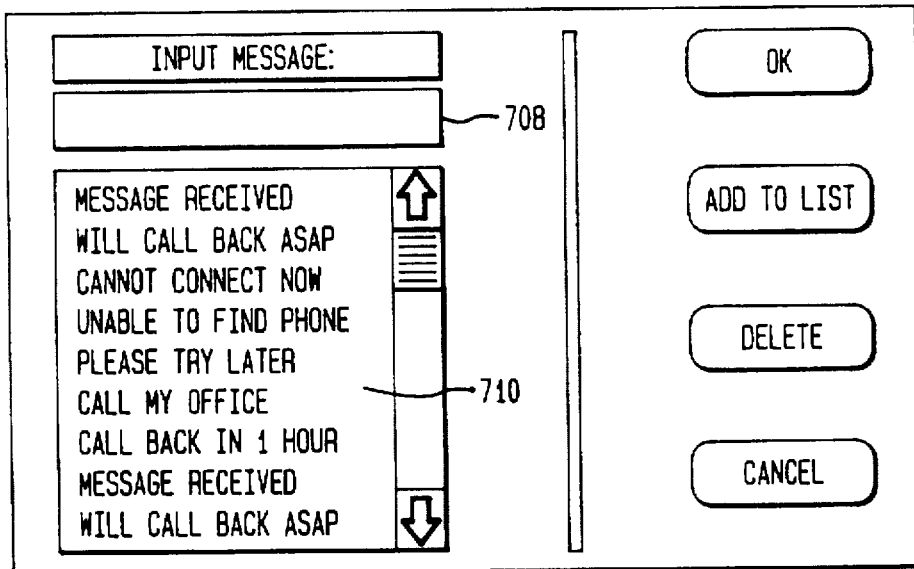 INPUT MESSAGE:
708
MESSAGE RECEIVED
WILL CALL BACK ASAP
CANNOT CONNECT NOW
UNABLE TO FIND PHONE
PLEASE TRY LATER
CALL MY OFFICE
CALL BACK IN 1 HOUR
MESSAGE RECEIVED
WILL CALL BACK ASAP
710
OK
ADD TO LIST
DELETE
CANCEL